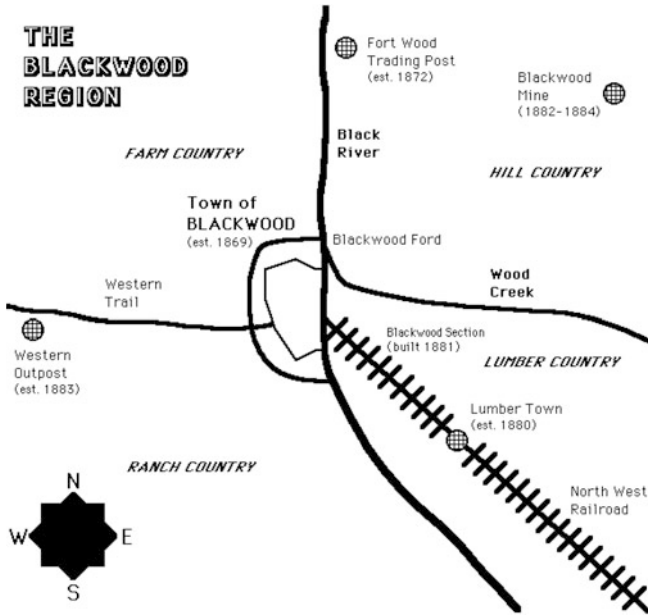 THE
BLACKWOOD
REGION
Fort Wood
Trading Post
(est. 1872)
Blackwood
Mine
(1882-1884)
Black
River
FARM COUNTRY
HILL COUNTRY
Town of
BLACKWOOD
(est. 1869)
Blackwood Ford
Western
Trail
Wood
Creek
Blackwood Section
(built 1881)
Western
Outpost
(est. 1883)
LUMBER COUNTRY
Lumber Town
(est. 1880)
RANCH COUNTRY
North West
Railroad
N
W
E
S